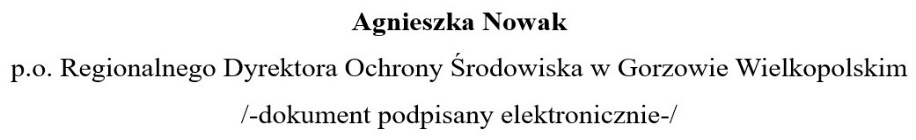 Agnieszka Nowak
p.o. Regionalnego Dyrektora Ochrony Środowiska w Gorzowie Wielkopolskim
/-dokument podpisany elektronicznie-/